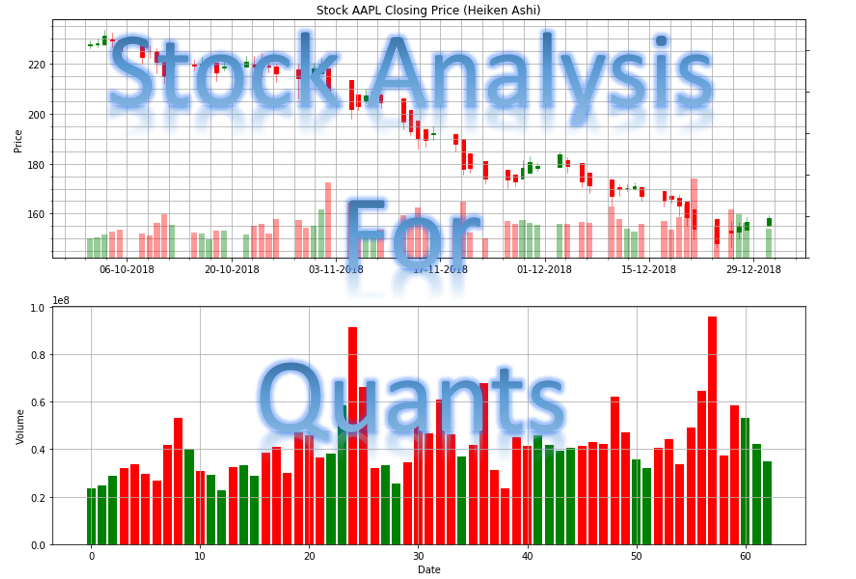 Stock AAPL Closing Price (Heiken Ashi)
Stock Analysis
220
200
Price
180
160
For
06-10-2018 20-10-2018 03-11-2018 17-11-2018 01-12-2018 15-12-2018 29-12-2018
1e8
1.0
0.8
Quants
0.6
Volume
0.4
0.2
0.0
0 10 20 30 40 50 60
Date